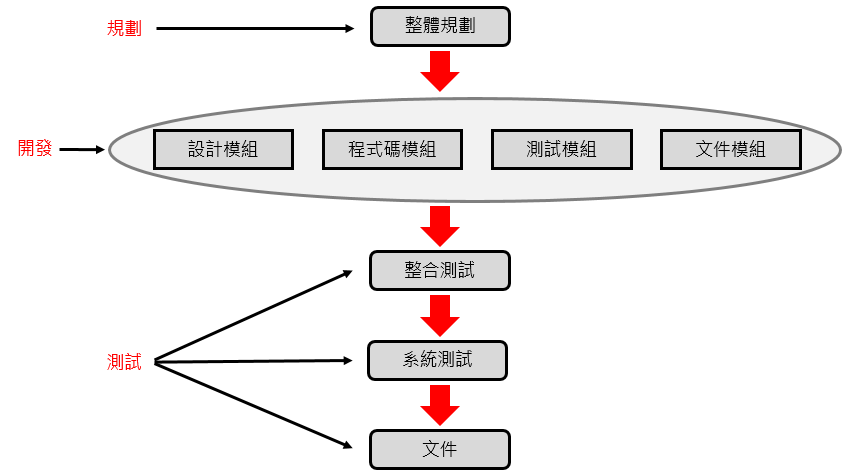 規劃
整體規劃
開發
設計模組
程式碼模組
測試模組
文件模組
整合測試
測試
系統測試
文件